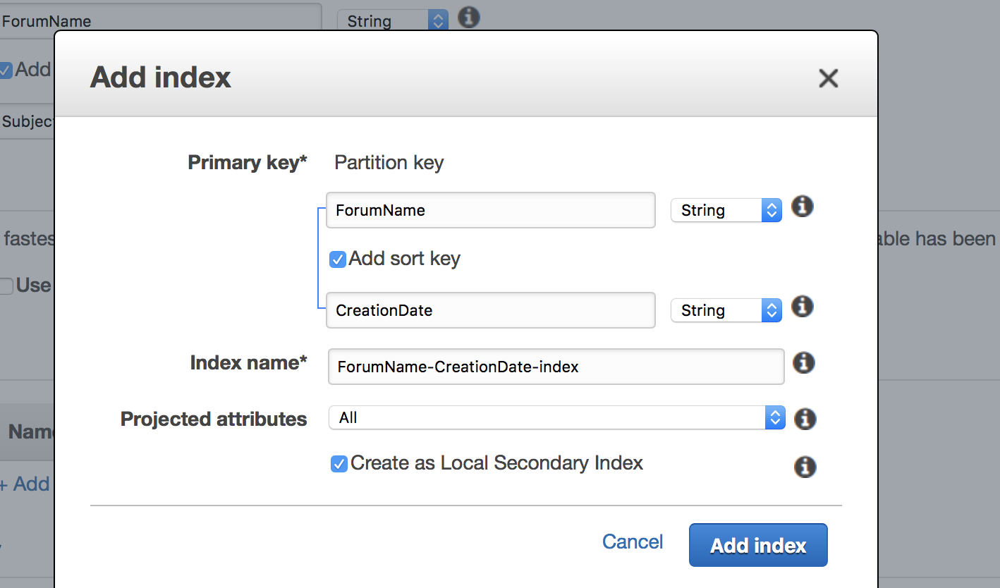 ForumName String
Add
Add index
Primary key* Partition key
ForumName String
fastes able has been
Add sort key
Use
CreationDate String
Index name* ForumName-CreationDate-index
Projected attributes All
Name
Create as Local Secondary Index
+ Add
Cancel Add index